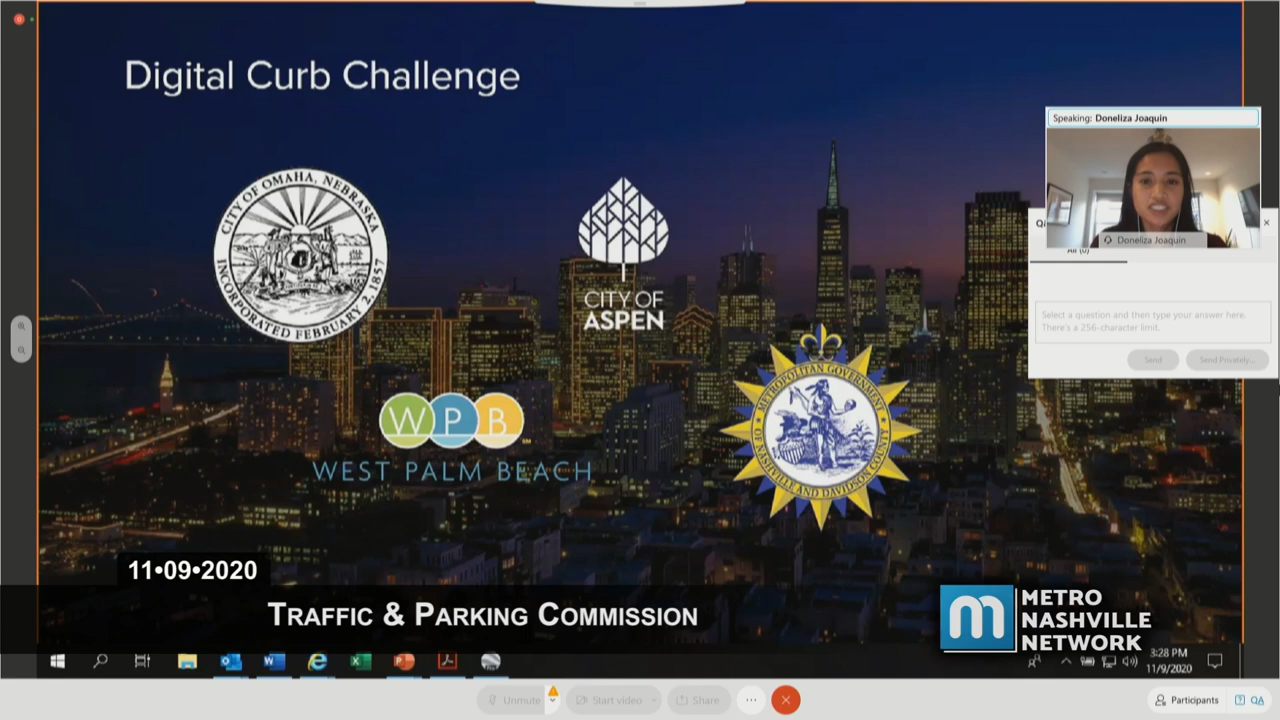 Digital Curb Challenge
Speaking: Doneliza Joaquin
Doneliza Joaquin
All (0)
Select a question and then type your answer here.
There's a 256-character limit.
Send
Send Privately...
CITY OF OMAHA, NEBRASKA
INCORPORATED FEBRUARY 2, 1857
CITY OF
ASPEN
WPB
WEST PALM BEACH
METROPOLITAN GOVERNMENT
OF NASHVILLE AND DAVIDSON COUNTY
11•09•2020
TRAFFIC & PARKING COMMISSION
m
METRO
NASHVILLE
NETWORK
3:28 PM
11/9/2020
Unmute
Start video
Share
Participants
QA